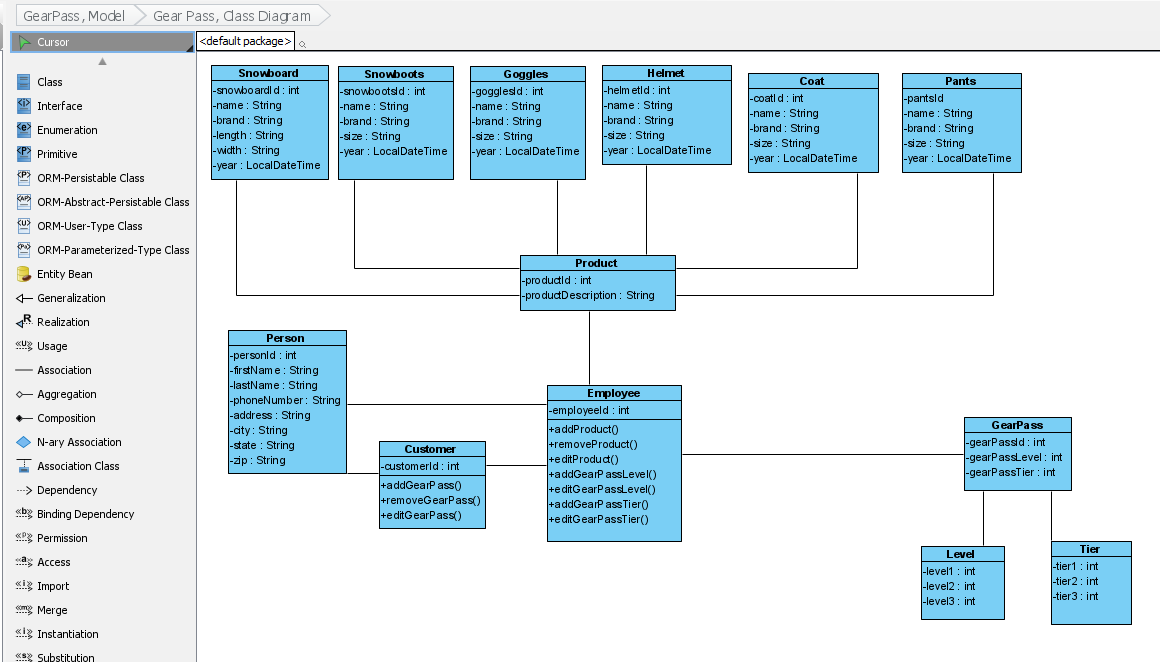 GearPass, Model
Gear Pass, Class Diagram
Cursor
Class
Interface
Enumeration
Primitive
ORM-Persistable Class
ORM-Abstract-Persistable Class
ORM-User-Type Class
ORM-Parameterized-Type Class
Entity Bean
Generalization
Realization
Usage
Association
Aggregation
Composition
N-ary Association
Association Class
Dependency
Binding Dependency
Permission
Access
Import
Merge
Instantiation
Substitution
<default package>
Snowboard
-snowboardId : int
-name : String
-brand : String
-length : String
-width : String
-year : LocalDateTime
Snowboots
-snowbootsId : int
-name : String
-brand : String
-size : String
-year : LocalDateTime
Goggles
-gogglesId : int
-name : String
-brand : String
-size : String
-year : LocalDateTime
Helmet
-helmetId : int
-name : String
-brand : String
-size : String
-year : LocalDateTime
Coat
-coatId : int
-name : String
-brand : String
-size : String
-year : LocalDateTime
Pants
-pantsId
-name : String
-brand : String
-size : String
-year : LocalDateTime
Product
-productId : int
-productDescription : String
Person
-personId : int
-firstName : String
-lastName : String
-phoneNumber : String
-address : String
-city : String
-state : String
-zip : String
Customer
-customerId : int
+addGearPass()
+removeGearPass()
+editGearPass()
Employee
-employeeId : int
+addProduct()
+removeProduct()
+editProduct()
+addGearPassLevel()
+editGearPassLevel()
+addGearPassTier()
+editGearPassTier()
GearPass
-gearPassId : int
-gearPassLevel : int
-gearPassTier : int
Level
-level1 : int
-level2 : int
-level3 : int
Tier
-tier1 : int
-tier2 : int
-tier3 : int